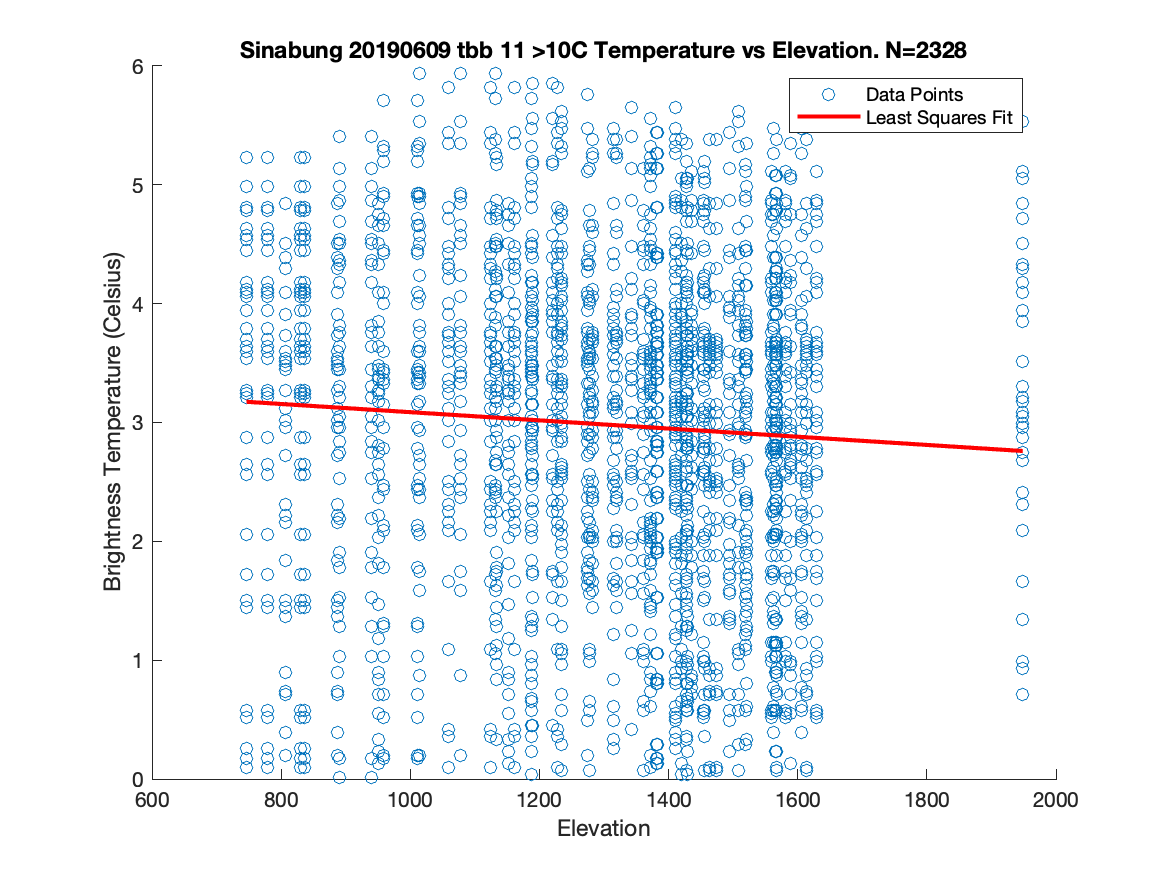 Sinabung 20190609 tbb 11 >10C Temperature vs Elevation. N=2328
Data Points
Least Squares Fit
6
5
4
3
2
1
0
Brightness Temperature (Celsius)
600 800 1000 1200 1400 1600 1800 2000
Elevation